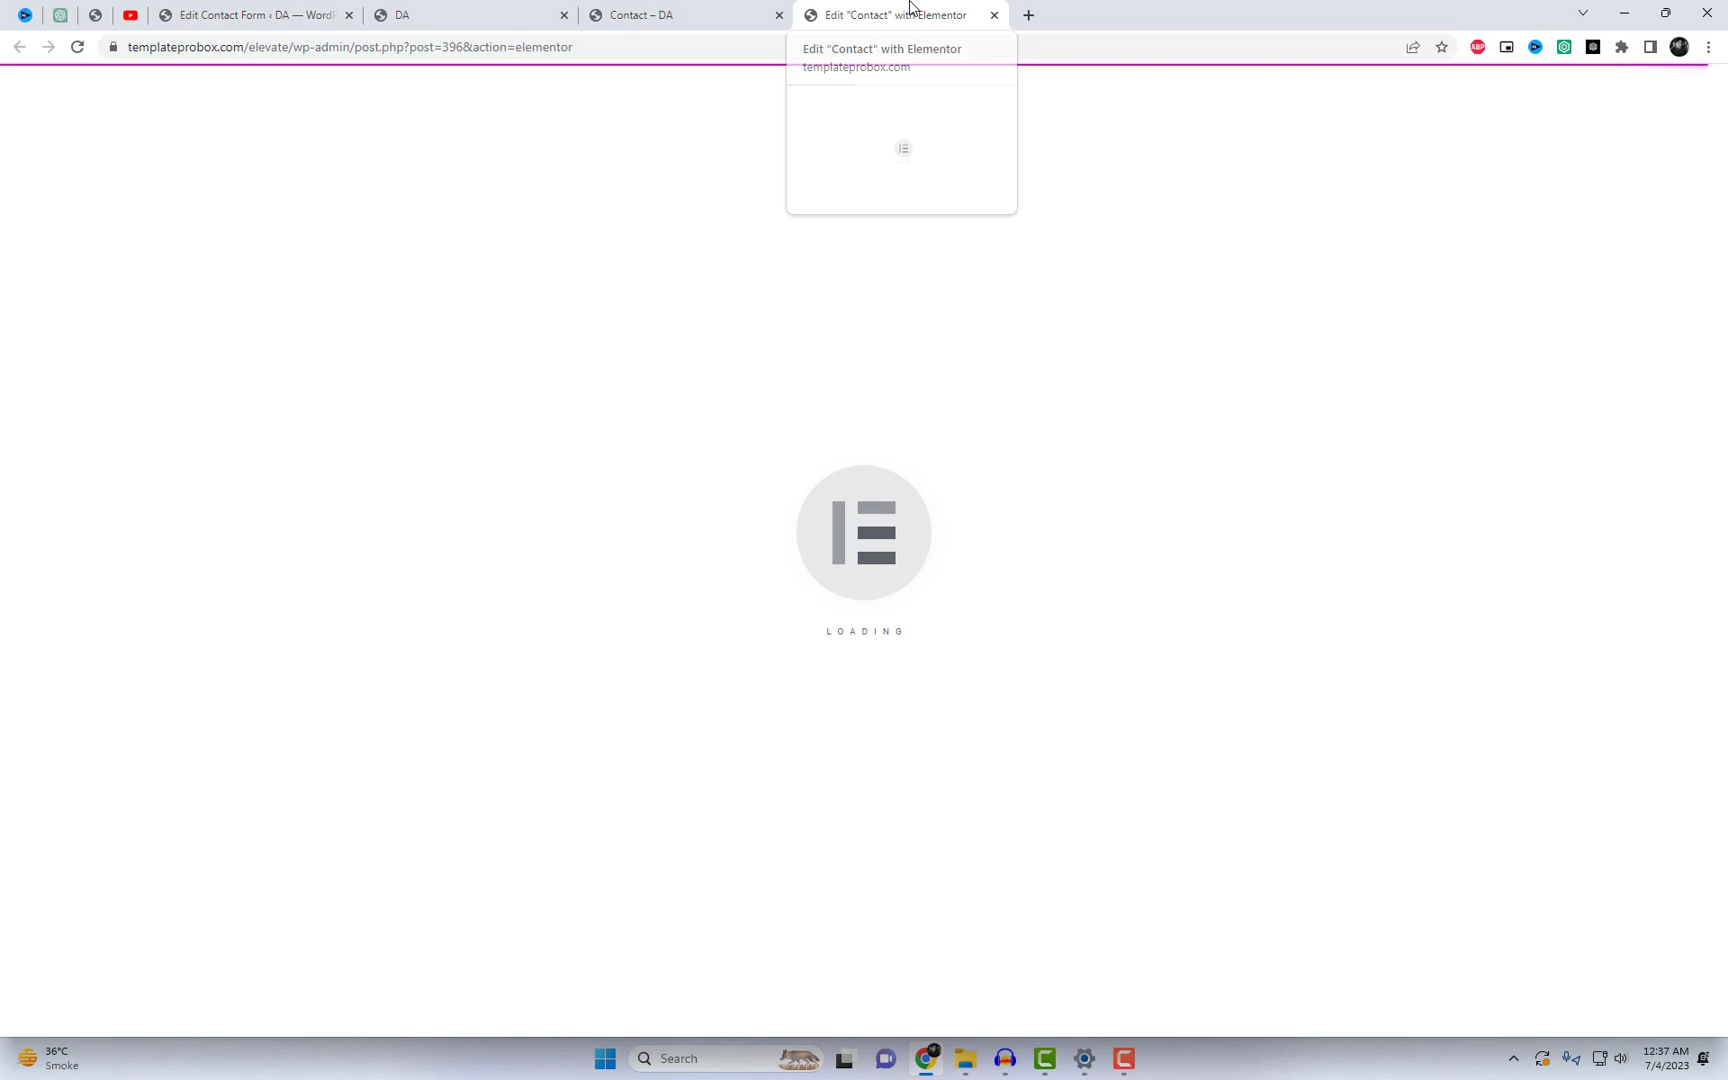 Edit Contact Form ‹ DA — WordP
DA
Contact – DA
Edit "Contact" with Elementor
templateprobox.com/elevate/wp-admin/post.php?post=396&action=elementor
ABP
Edit "Contact" with Elementor
templateprobox.com
LOADING
36°C
Smoke
Search
12:37 AM
7/4/2023